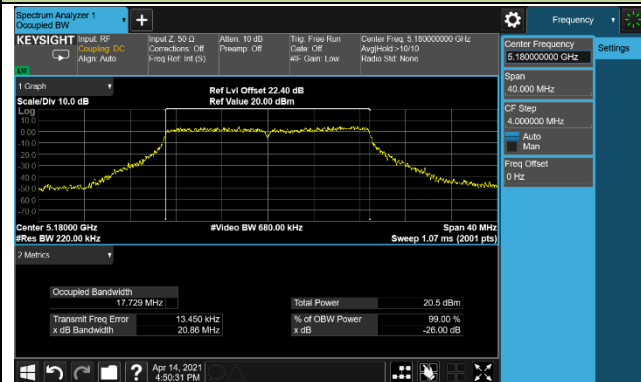 Spectrum Analyzer 1
Occupied BW
Frequency
KEYSIGHT
Input: RF
Coupling: DC
Align: Auto
Input Z: 50 Ω
Corrections: Off
Freq Ref: Int (S)
Atten: 10 dB
Preamp: Off
Trig: Free Run
Gate: Off
#IF Gain: Low
Center Freq: 5.180000000 GHz
Avg|Hold:>10/10
Radio Std: None
Center Frequency
5.180000000 GHz
Settings
Span
40.000 MHz
CF Step
4.000000 MHz
Auto
Man
Freq Offset
0 Hz
1 Graph
Scale/Div 10.0 dB
Ref Lvl Offset 22.40 dB
Ref Value 20.00 dBm
Log
10.0
0.00
-10.0
-20.0
-30.0
-40.0
-50.0
-60.0
-70.0
Center 5.18000 GHz
#Res BW 220.00 kHz
#Video BW 680.00 kHz
Span 40 MHz
Sweep 1.07 ms (2001 pts)
2 Metrics
Occupied Bandwidth
17.729 MHz
Total Power 20.5 dBm
Transmit Freq Error 13.450 kHz
% of OBW Power 99.00 %
x dB Bandwidth 20.86 MHz
x dB -26.00 dB
Apr 14, 2021
4:50:31 PM